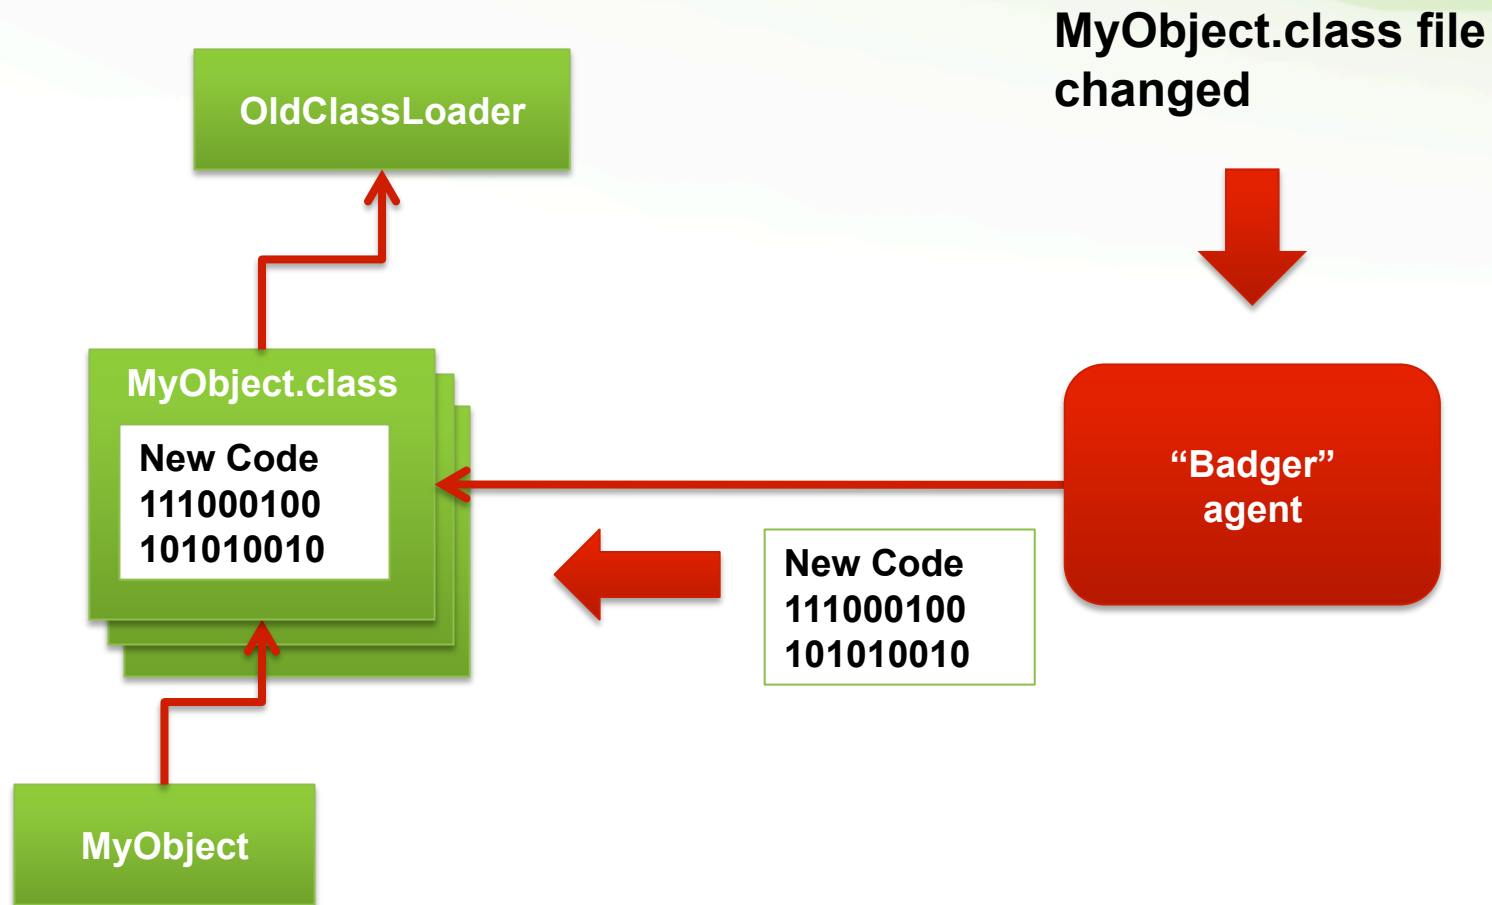 MyObject.class file
changed
OldClassLoader
MyObject.class
New Code
111000100
101010010
“Badger”
agent
New Code
111000100
101010010
MyObject